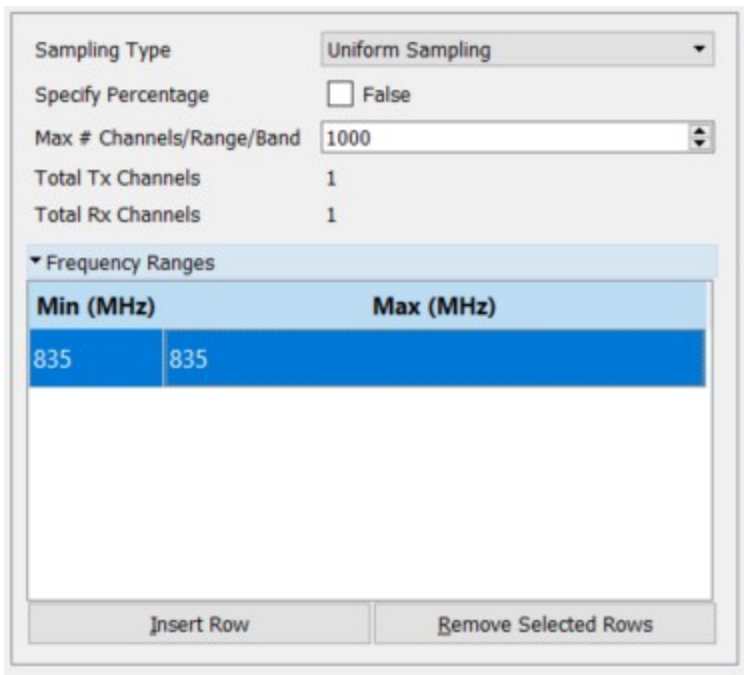 Sampling Type Uniform Sampling
Specify Percentage False
Max # Channels/Range/Band 1000
Total Tx Channels 1
Total Rx Channels 1
Frequency Ranges
Min (MHz) Max (MHz)
835 835
Insert Row Remove Selected Rows